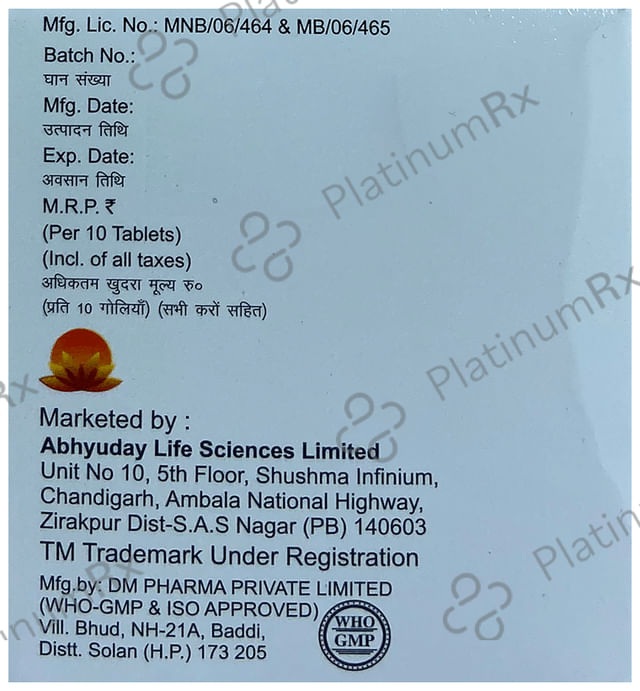 Mfg. Lic. No.: MNB/06/464 & MB/06/465
Batch No.:
घान संख्या
Mfg. Date:
उत्पादन तिथि
Exp. Date:
अवसान तिथि
M.R.P. ₹
(Per 10 Tablets)
(Incl. of all taxes)
अधिकतम खुदरा मूल्य रु०
(प्रति 10 गोलियाँ) (सभी करों सहित)
Marketed by :
Abhyuday Life Sciences Limited
Unit No 10, 5th Floor, Shushma Infinium,
Chandigarh, Ambala National Highway,
Zirakpur Dist-S.A.S Nagar (PB) 140603
TM Trademark Under Registration
Mfg.by: DM PHARMA PRIVATE LIMITED
(WHO-GMP & ISO APPROVED)
Vill. Bhud, NH-21A, Baddi,
Distt. Solan (H.P.) 173 205
WHO
GMP
PlatinumRx
PlatinumRx